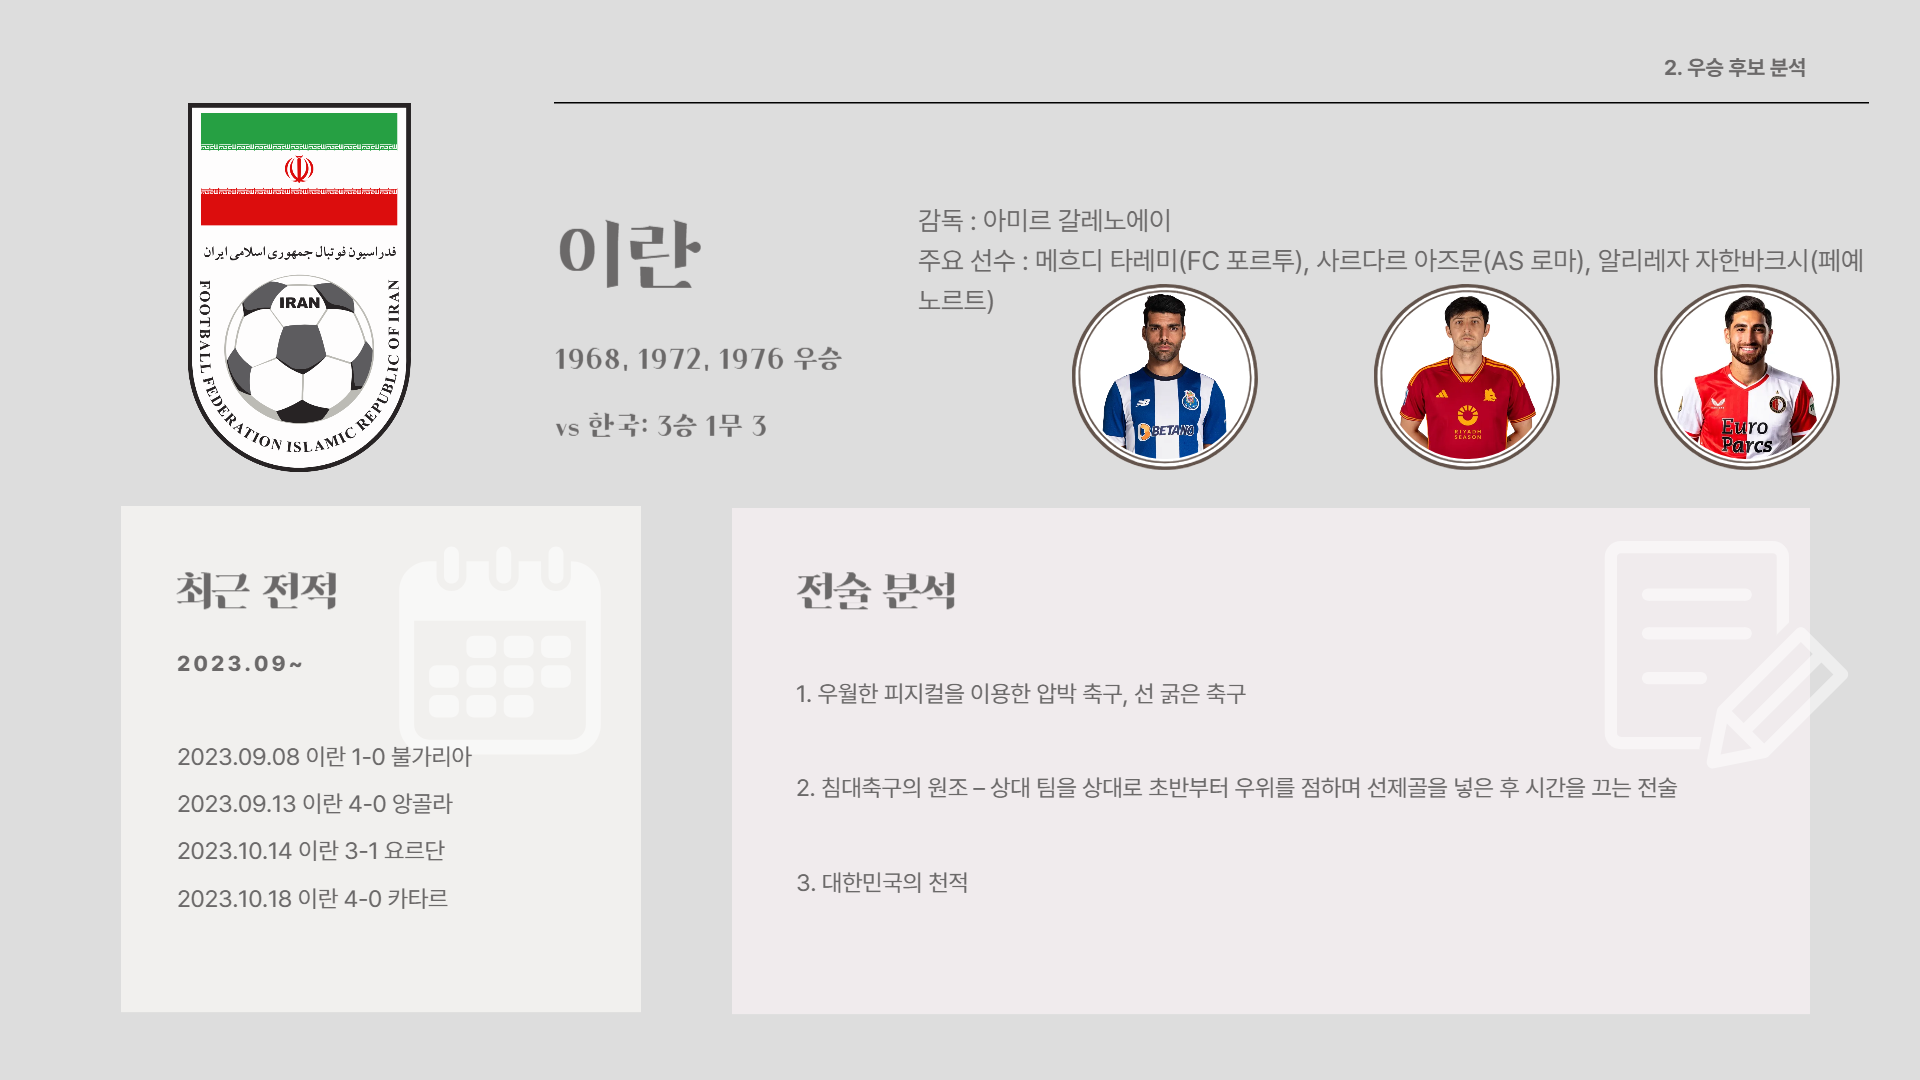 2. 우승 후보 분석
فدراسیون فوتبال جمهوری اسلامی ایران
IRAN
FOOTBALL FEDERATION ISLAMIC REPUBLIC OF IRAN
이란
1968, 1972, 1976 우승
vs 한국: 3승 1무 3
감독 : 아미르 갈레노에이
주요 선수 : 메흐디 타레미(FC 포르투), 사르다르 아즈문(AS 로마), 알리레자 자한바크시(페예
노르트)
BETANO
RIYADH
SEASON
Euro
Parcs
최근 전적
2023.09~
2023.09.08 이란 1-0 불가리아
2023.09.13 이란 4-0 앙골라
2023.10.14 이란 3-1 요르단
2023.10.18 이란 4-0 카타르
전술 분석
1. 우월한 피지컬을 이용한 압박 축구, 선 굵은 축구
2. 침대축구의 원조 – 상대 팀을 상대로 초반부터 우위를 점하며 선제골을 넣은 후 시간을 끄는 전술
3. 대한민국의 천적